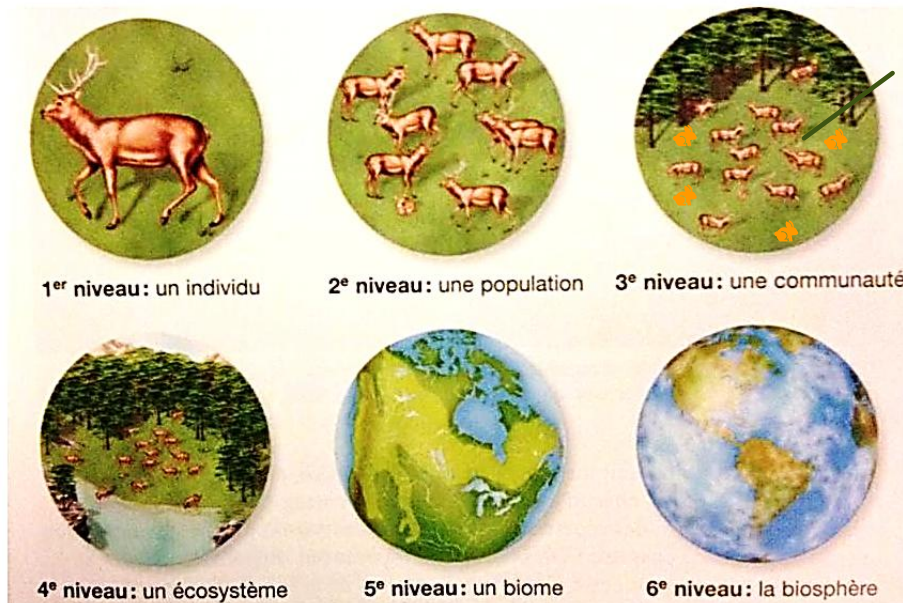 1er niveau: un individu
2e niveau: une population
3e niveau: une communauté
4e niveau: un écosystème
5e niveau: un biome
6e niveau: la biosphère